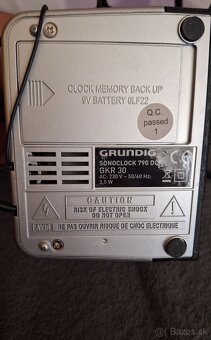 CLOCK MEMORY BACK UP
9V BATTERY 6LF22
Q.C.
passed
1
GRUNDIG
SONOCLOCK 790 DCF
GKR 30
AC: 230 V ~ 50/60 Hz,
3,5 W
CAUTION
RISK OF ELECTRIC SHOCK
DO NOT OPEN
AVIS
NE PAS OUVRIR RISQUE DE CHOC ELECTRIQUE
© Bazos.sk